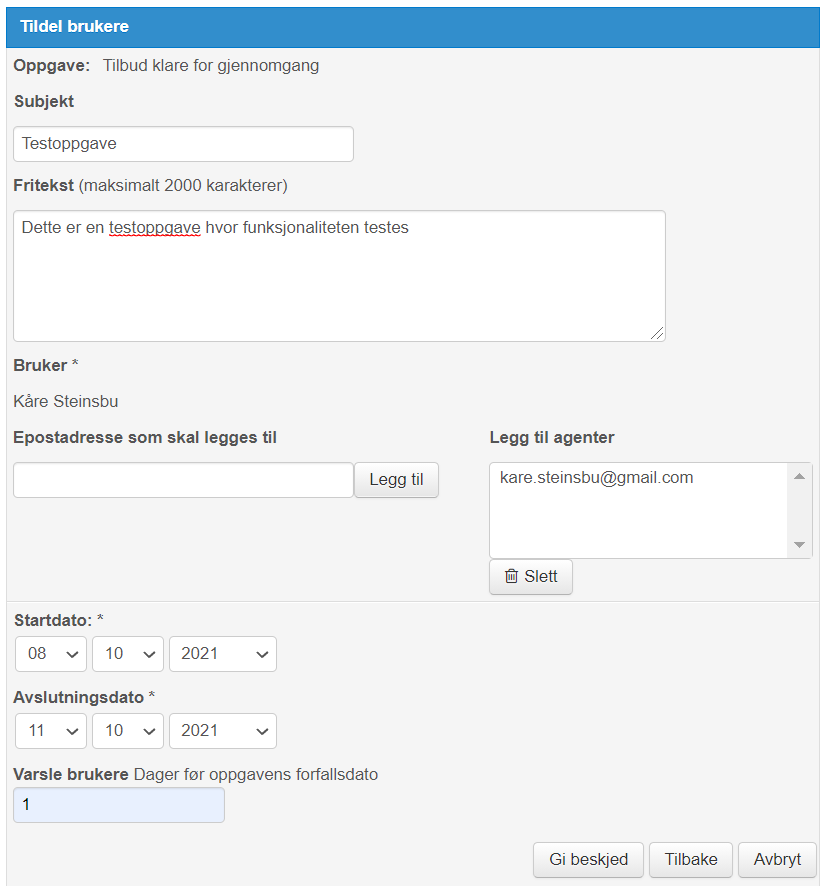 Tildel brukere
Oppgave: Tilbud klare for gjennomgang
Subjekt
Testoppgave
Fritekst (maksimalt 2000 karakterer)
Dette er en testoppgave hvor funksjonaliteten testes
Bruker *
Kåre Steinsbu
Epostadresse som skal legges til
Legg til
Legg til agenter
kare.steinsbu@gmail.com
Slett
Startdato: *
08 10 2021
Avslutningsdato *
11 10 2021
Varsle brukere Dager før oppgavens forfallsdato
1
Gi beskjed Tilbake Avbryt